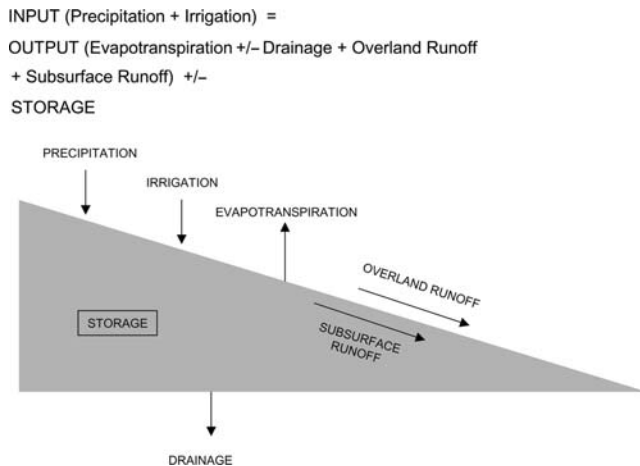 INPUT (Precipitation + Irrigation) =
OUTPUT (Evapotranspiration +/– Drainage + Overland Runoff
+ Subsurface Runoff) +/–
STORAGE
PRECIPITATION
IRRIGATION
EVAPOTRANSPIRATION
OVERLAND RUNOFF
STORAGE
SUBSURFACE
RUNOFF
DRAINAGE